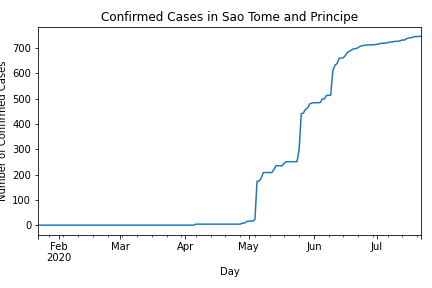 Confirmed Cases in Sao Tome and Principe
Number of Confirmed Cases
700
600
500
400
300
200
100
0
Feb Mar Apr May Jun Jul
2020
Day